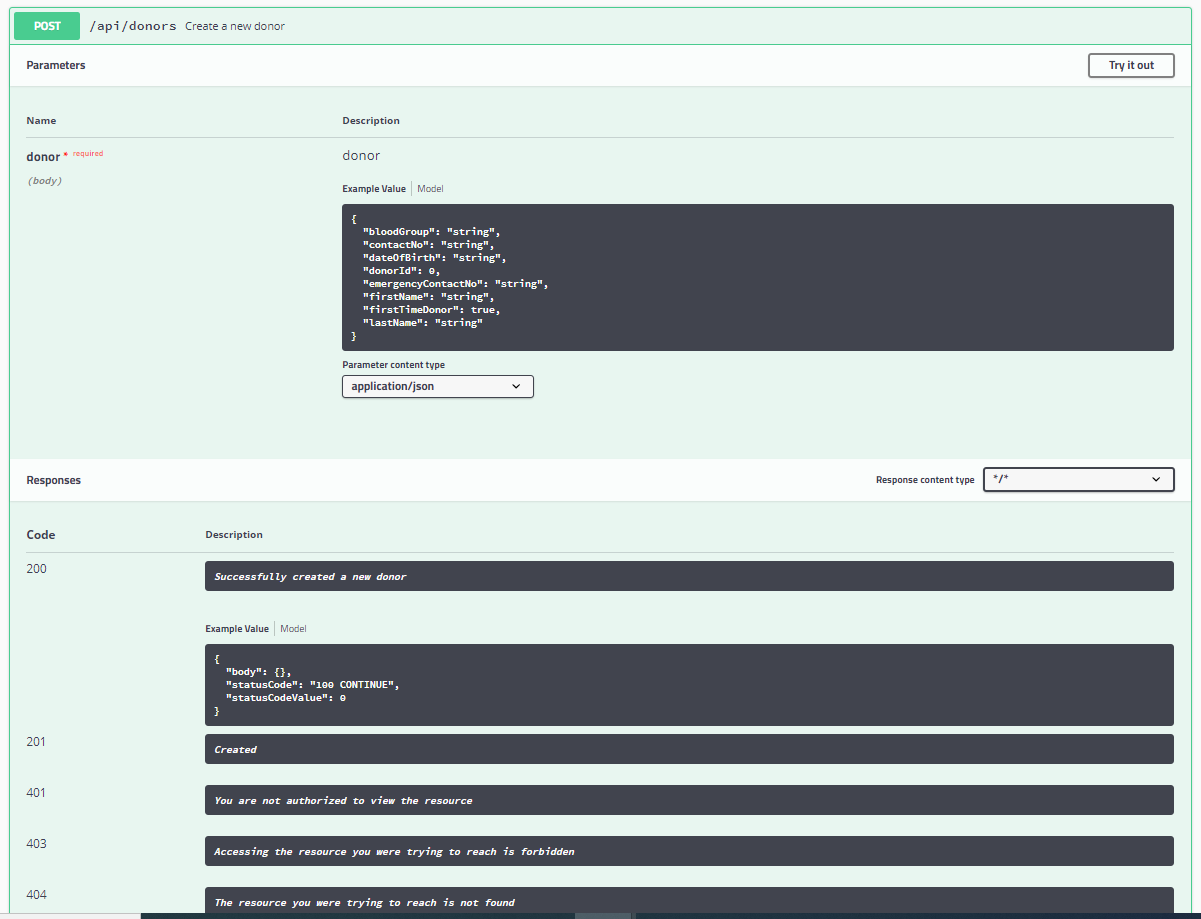 POST /api/donors Create a new donor
Parameters
Try it out
Name Description
donor * required
donor
(body)
Example Value Model
{
"bloodGroup": "string",
"contactNo": "string",
"dateOfBirth": "string",
"donorId": 0,
"emergencyContactNo": "string",
"firstName": "string",
"firstTimeDonor": true,
"lastName": "string"
}
Parameter content type
application/json
Responses
Response content type */*
Code Description
200
Successfully created a new donor
Example Value Model
{
"body": {},
"statusCode": "100 CONTINUE",
"statusCodeValue": 0
}
201
Created
401
You are not authorized to view the resource
403
Accessing the resource you were trying to reach is forbidden
404
The resource you were trying to reach is not found